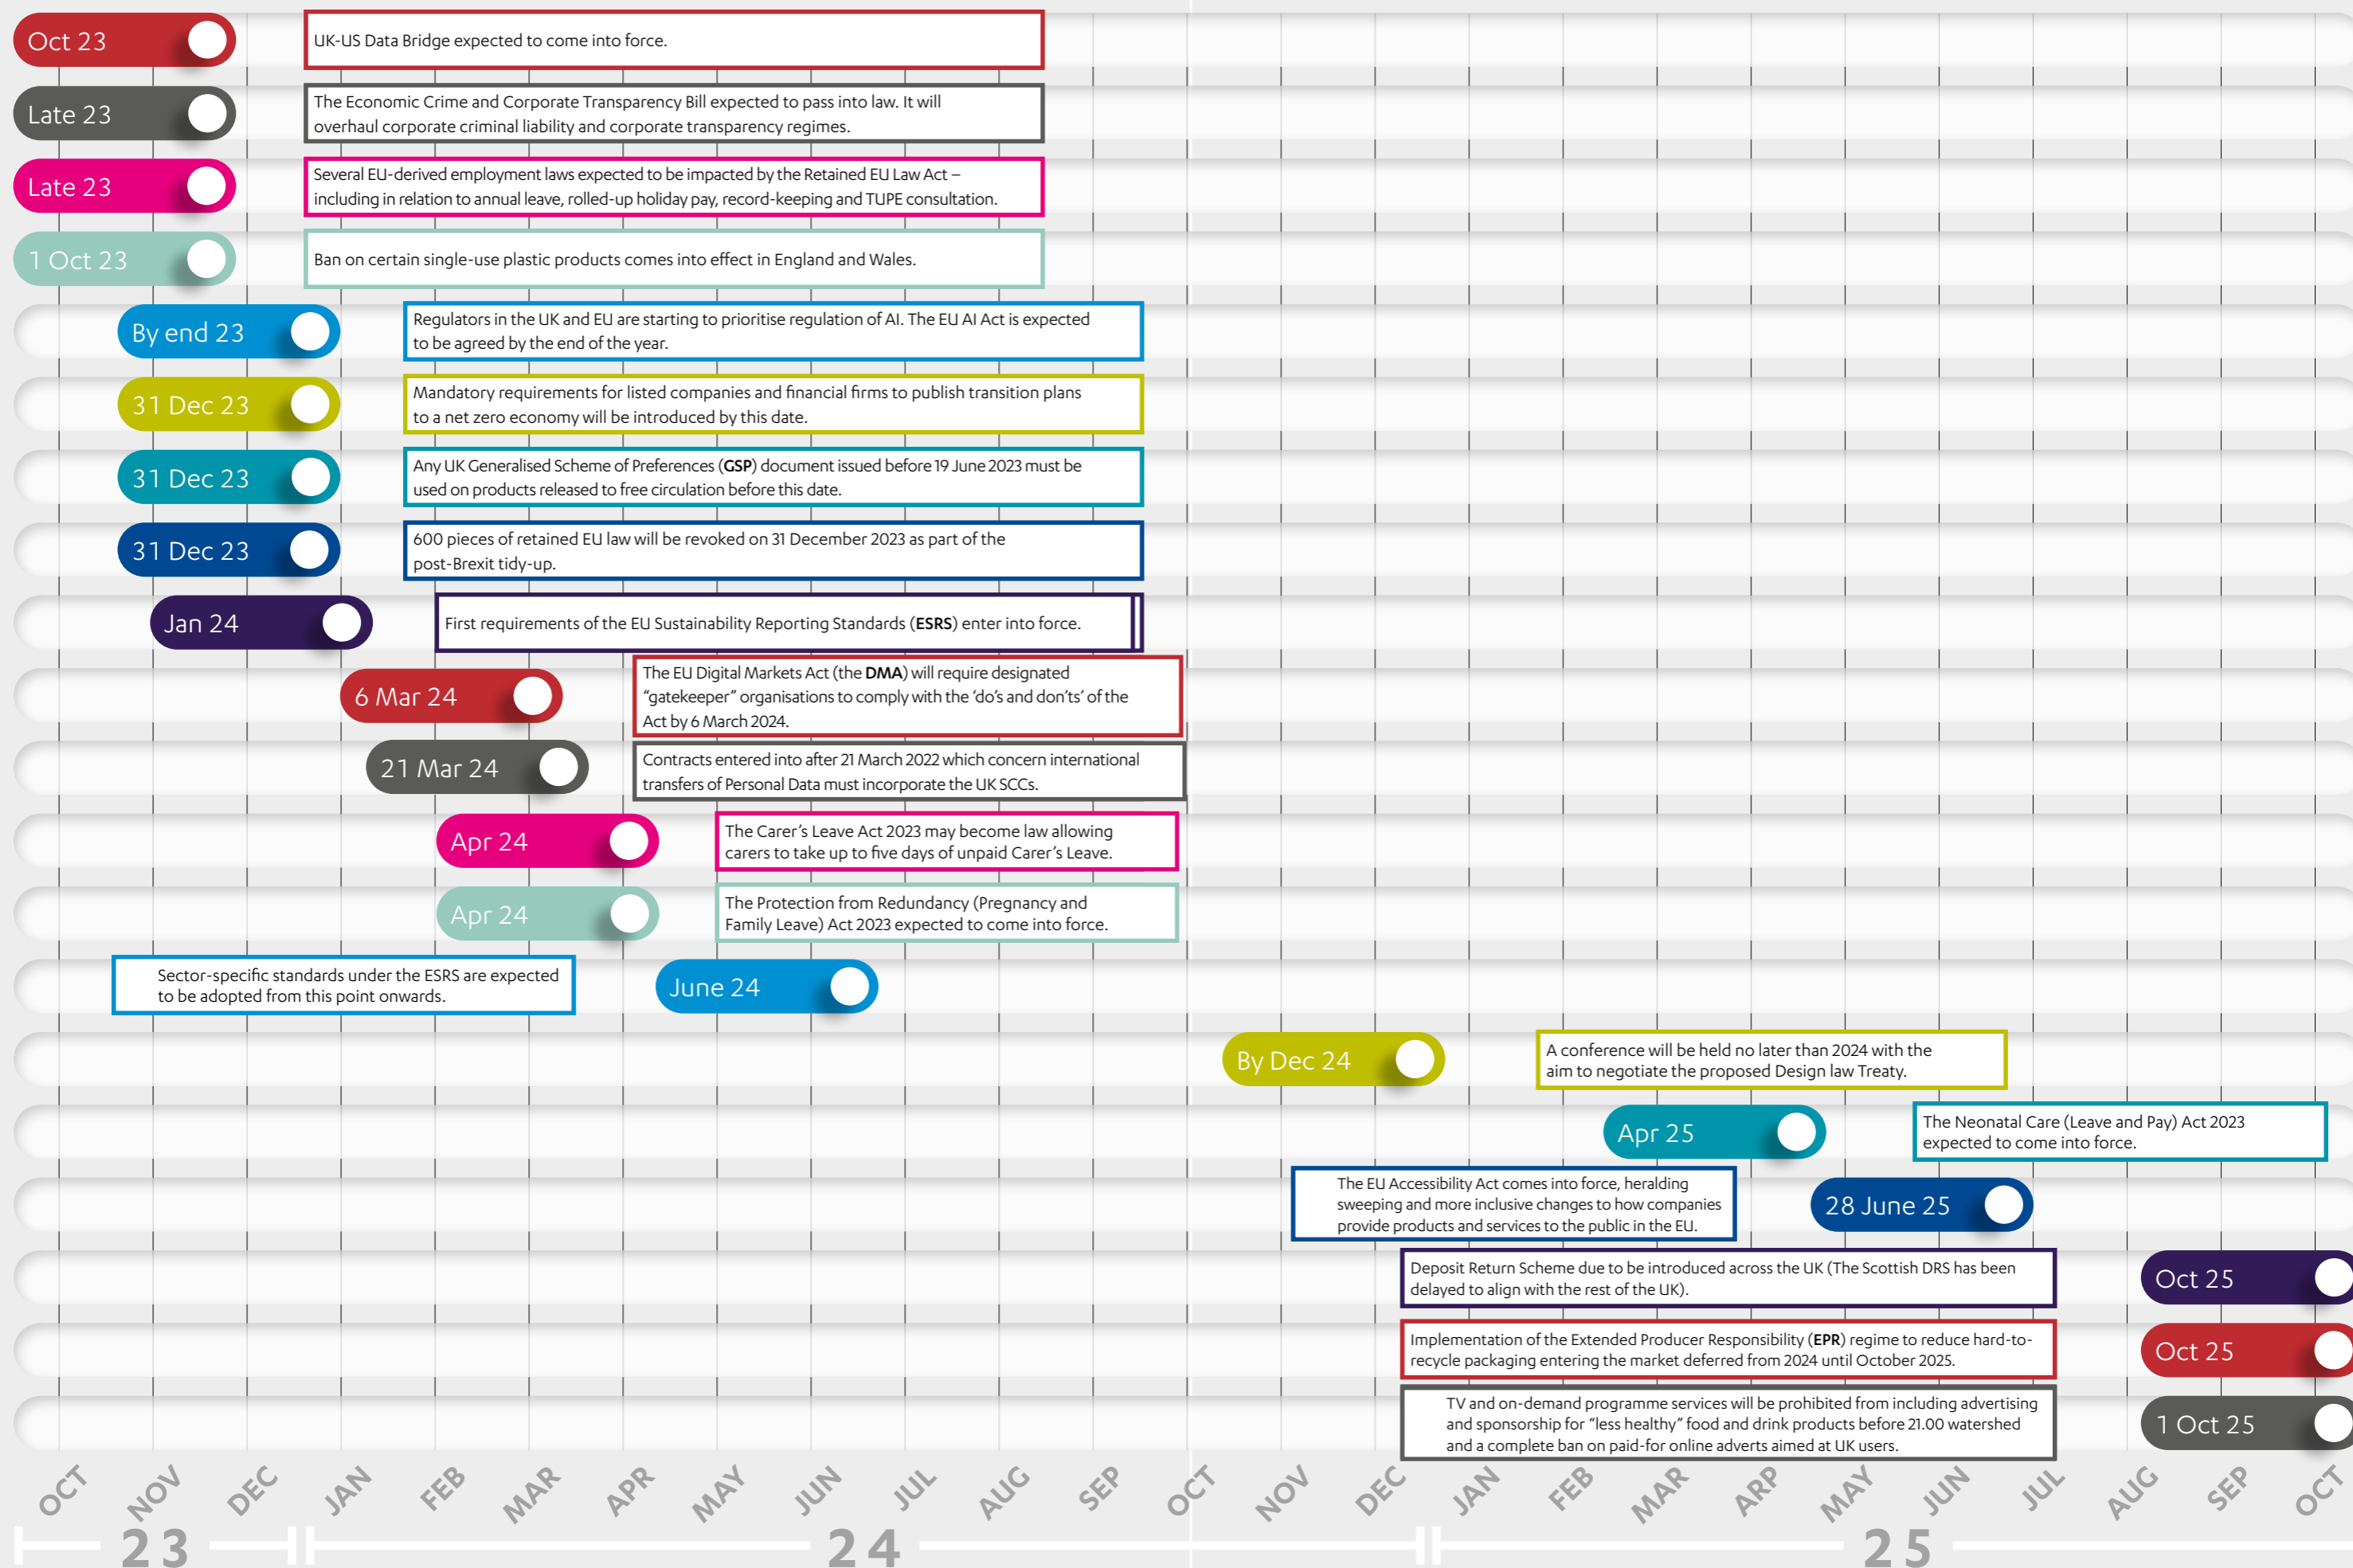 Oct 23
UK-US Data Bridge expected to come into force.
Late 23
The Economic Crime and Corporate Transparency Bill expected to pass into law. It will
overhaul corporate criminal liability and corporate transparency regimes.
Late 23
Several EU-derived employment laws expected to be impacted by the Retained EU Law Act –
including in relation to annual leave, rolled-up holiday pay, record-keeping and TUPE consultation.
1 Oct 23
Ban on certain single-use plastic products comes into effect in England and Wales.
By end 23
Regulators in the UK and EU are starting to prioritise regulation of AI. The EU AI Act is expected
to be agreed by the end of the year.
31 Dec 23
Mandatory requirements for listed companies and financial firms to publish transition plans
to a net zero economy will be introduced by this date.
31 Dec 23
Any UK Generalised Scheme of Preferences (GSP) document issued before 19 June 2023 must be
used on products released to free circulation before this date.
31 Dec 23
600 pieces of retained EU law will be revoked on 31 December 2023 as part of the
post-Brexit tidy-up.
Jan 24
First requirements of the EU Sustainability Reporting Standards (ESRS) enter into force.
6 Mar 24
The EU Digital Markets Act (the DMA) will require designated
“gatekeeper” organisations to comply with the ‘do’s and don’ts’ of the
Act by 6 March 2024.
21 Mar 24
Contracts entered into after 21 March 2022 which concern international
transfers of Personal Data must incorporate the UK SCCs.
Apr 24
The Carer’s Leave Act 2023 may become law allowing
carers to take up to five days of unpaid Carer’s Leave.
Apr 24
The Protection from Redundancy (Pregnancy and
Family Leave) Act 2023 expected to come into force.
Sector-specific standards under the ESRS are expected
to be adopted from this point onwards.
June 24
By Dec 24
A conference will be held no later than 2024 with the
aim to negotiate the proposed Design law Treaty.
Apr 25
The Neonatal Care (Leave and Pay) Act 2023
expected to come into force.
The EU Accessibility Act comes into force, heralding
sweeping and more inclusive changes to how companies
provide products and services to the public in the EU.
28 June 25
Deposit Return Scheme due to be introduced across the UK (The Scottish DRS has been
delayed to align with the rest of the UK).
Oct 25
Implementation of the Extended Producer Responsibility (EPR) regime to reduce hard-to-
recycle packaging entering the market deferred from 2024 until October 2025.
Oct 25
TV and on-demand programme services will be prohibited from including advertising
and sponsorship for “less healthy” food and drink products before 21.00 watershed
and a complete ban on paid-for online adverts aimed at UK users.
1 Oct 25
OCT NOV DEC JAN FEB MAR APR MAY JUN JUL AUG SEP OCT NOV DEC JAN FEB MAR ARP MAY JUN JUL AUG SEP OCT
23 24 25